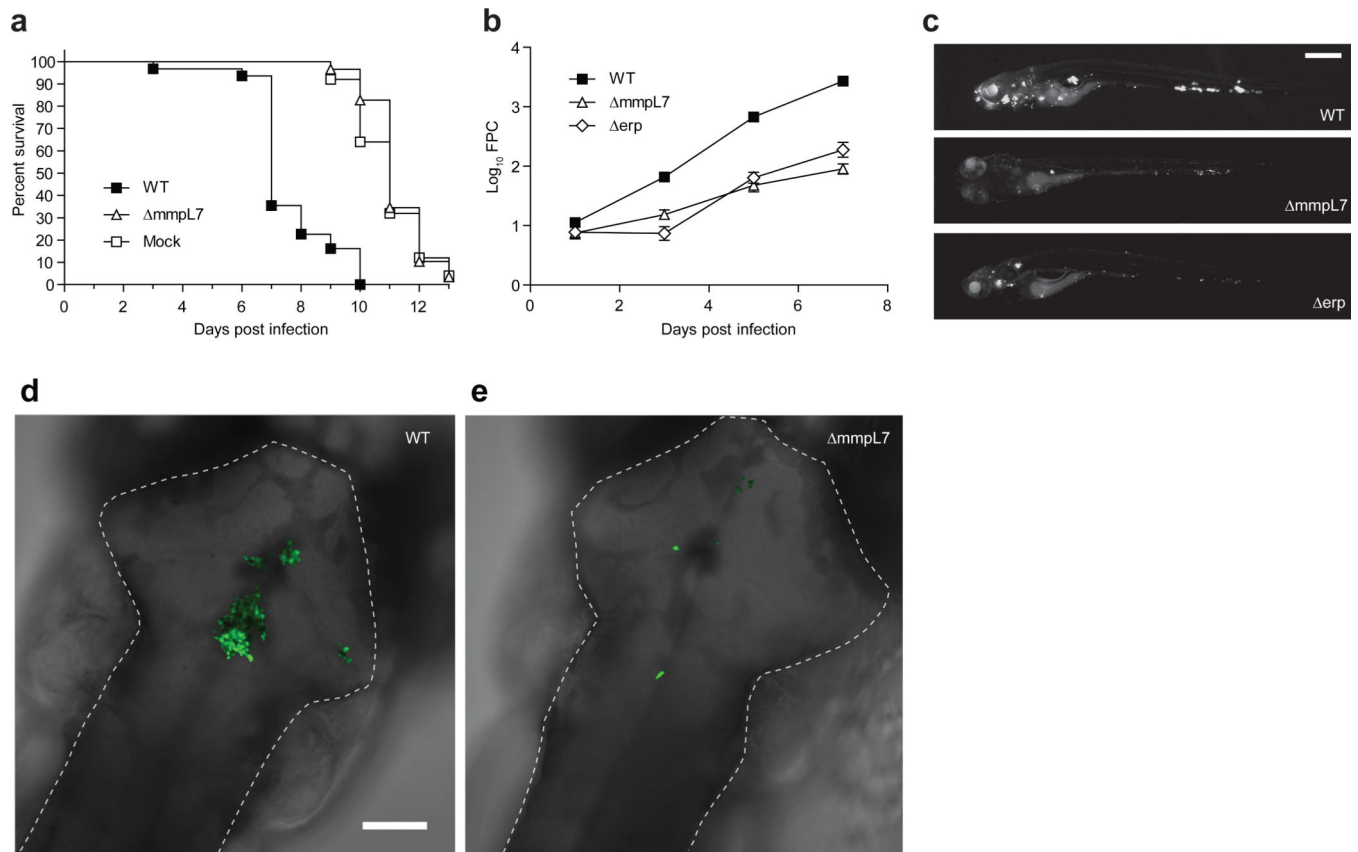 a
100
90
80
70
60
50
40
30
20
10
0
Percent survival
WT
ΔmmpL7
Mock
0
2
4
6
8
10
12
Days post infection
b
4
3
2
1
0
Log₁₀ FPC
WT
ΔmmpL7
Δerp
0
2
4
6
8
Days post infection
c
WT
ΔmmpL7
Δerp
d
WT
e
ΔmmpL7